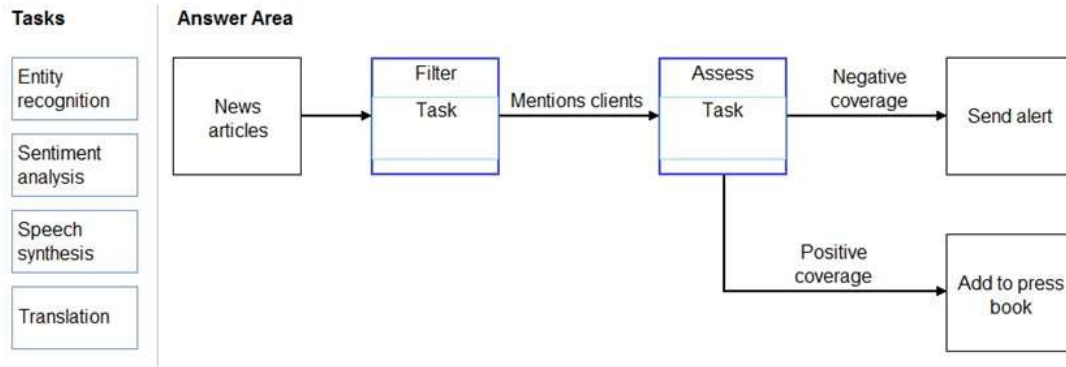 Tasks
Entity
recognition
Sentiment
analysis
Speech
synthesis
Translation
Answer Area
News
articles
Filter
Task
Mentions clients
Assess
Task
Negative
coverage
Send alert
Positive
coverage
Add to press
book